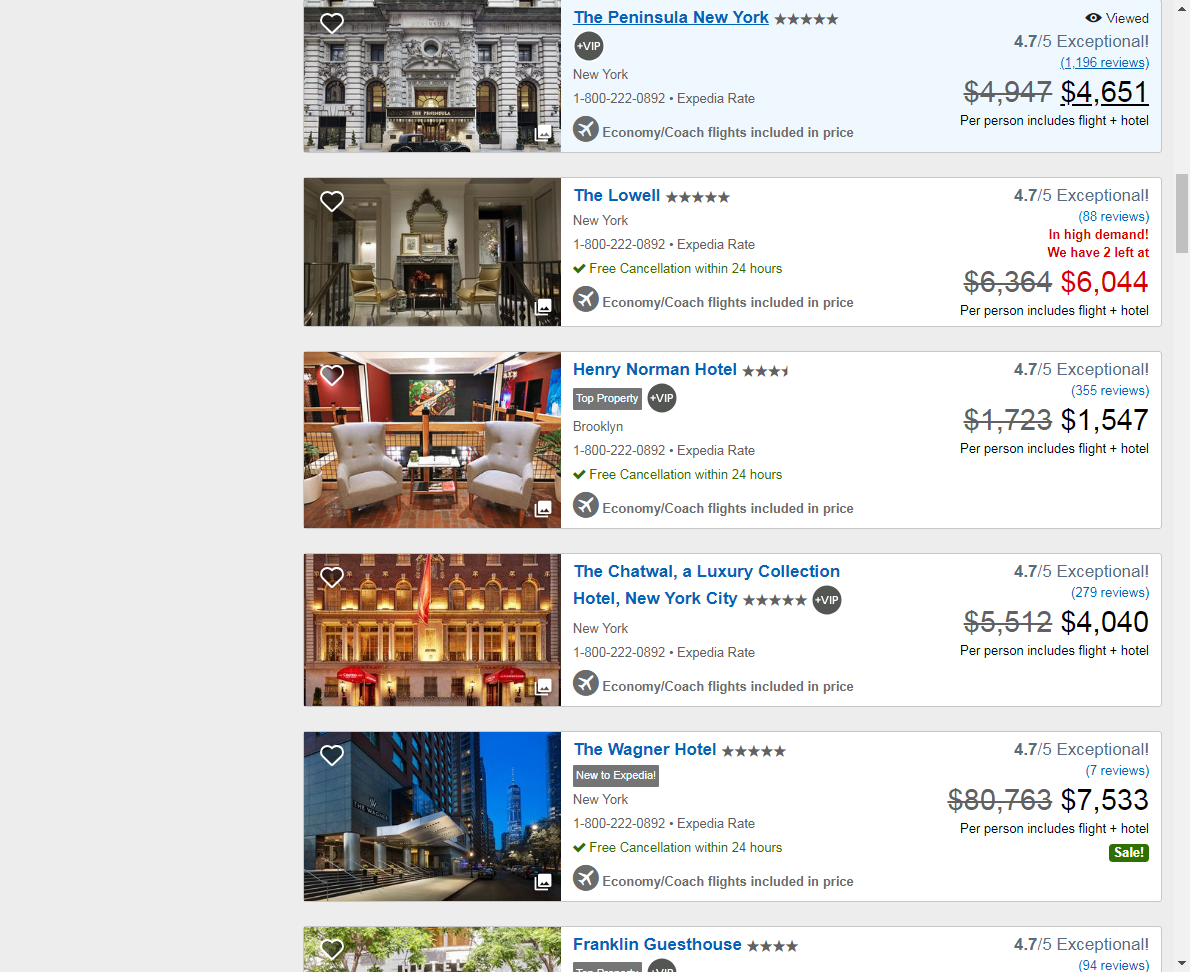 The Peninsula New York
Viewed
+VIP
4.7/5 Exceptional!
(1,196 reviews)
New York
$4,947 $4,651
1-800-222-0892 • Expedia Rate
Per person includes flight + hotel
Economy/Coach flights included in price
THE PENINSULA
The Lowell
4.7/5 Exceptional!
(88 reviews)
New York
In high demand!
1-800-222-0892 • Expedia Rate
We have 2 left at
Free Cancellation within 24 hours
$6,364 $6,044
Economy/Coach flights included in price
Per person includes flight + hotel
Henry Norman Hotel
4.7/5 Exceptional!
Top Property +VIP
(355 reviews)
Brooklyn
$1,723 $1,547
1-800-222-0892 • Expedia Rate
Per person includes flight + hotel
Free Cancellation within 24 hours
Economy/Coach flights included in price
The Chatwal, a Luxury Collection
4.7/5 Exceptional!
Hotel, New York City +VIP
(279 reviews)
New York
$5,512 $4,040
1-800-222-0892 • Expedia Rate
Per person includes flight + hotel
Economy/Coach flights included in price
The Wagner Hotel
4.7/5 Exceptional!
New to Expedia!
(7 reviews)
New York
$80,763 $7,533
1-800-222-0892 • Expedia Rate
Per person includes flight + hotel
Free Cancellation within 24 hours
Sale!
Economy/Coach flights included in price
THE WAGNER
Franklin Guesthouse
4.7/5 Exceptional!
Top Property +VIP
(94 reviews)